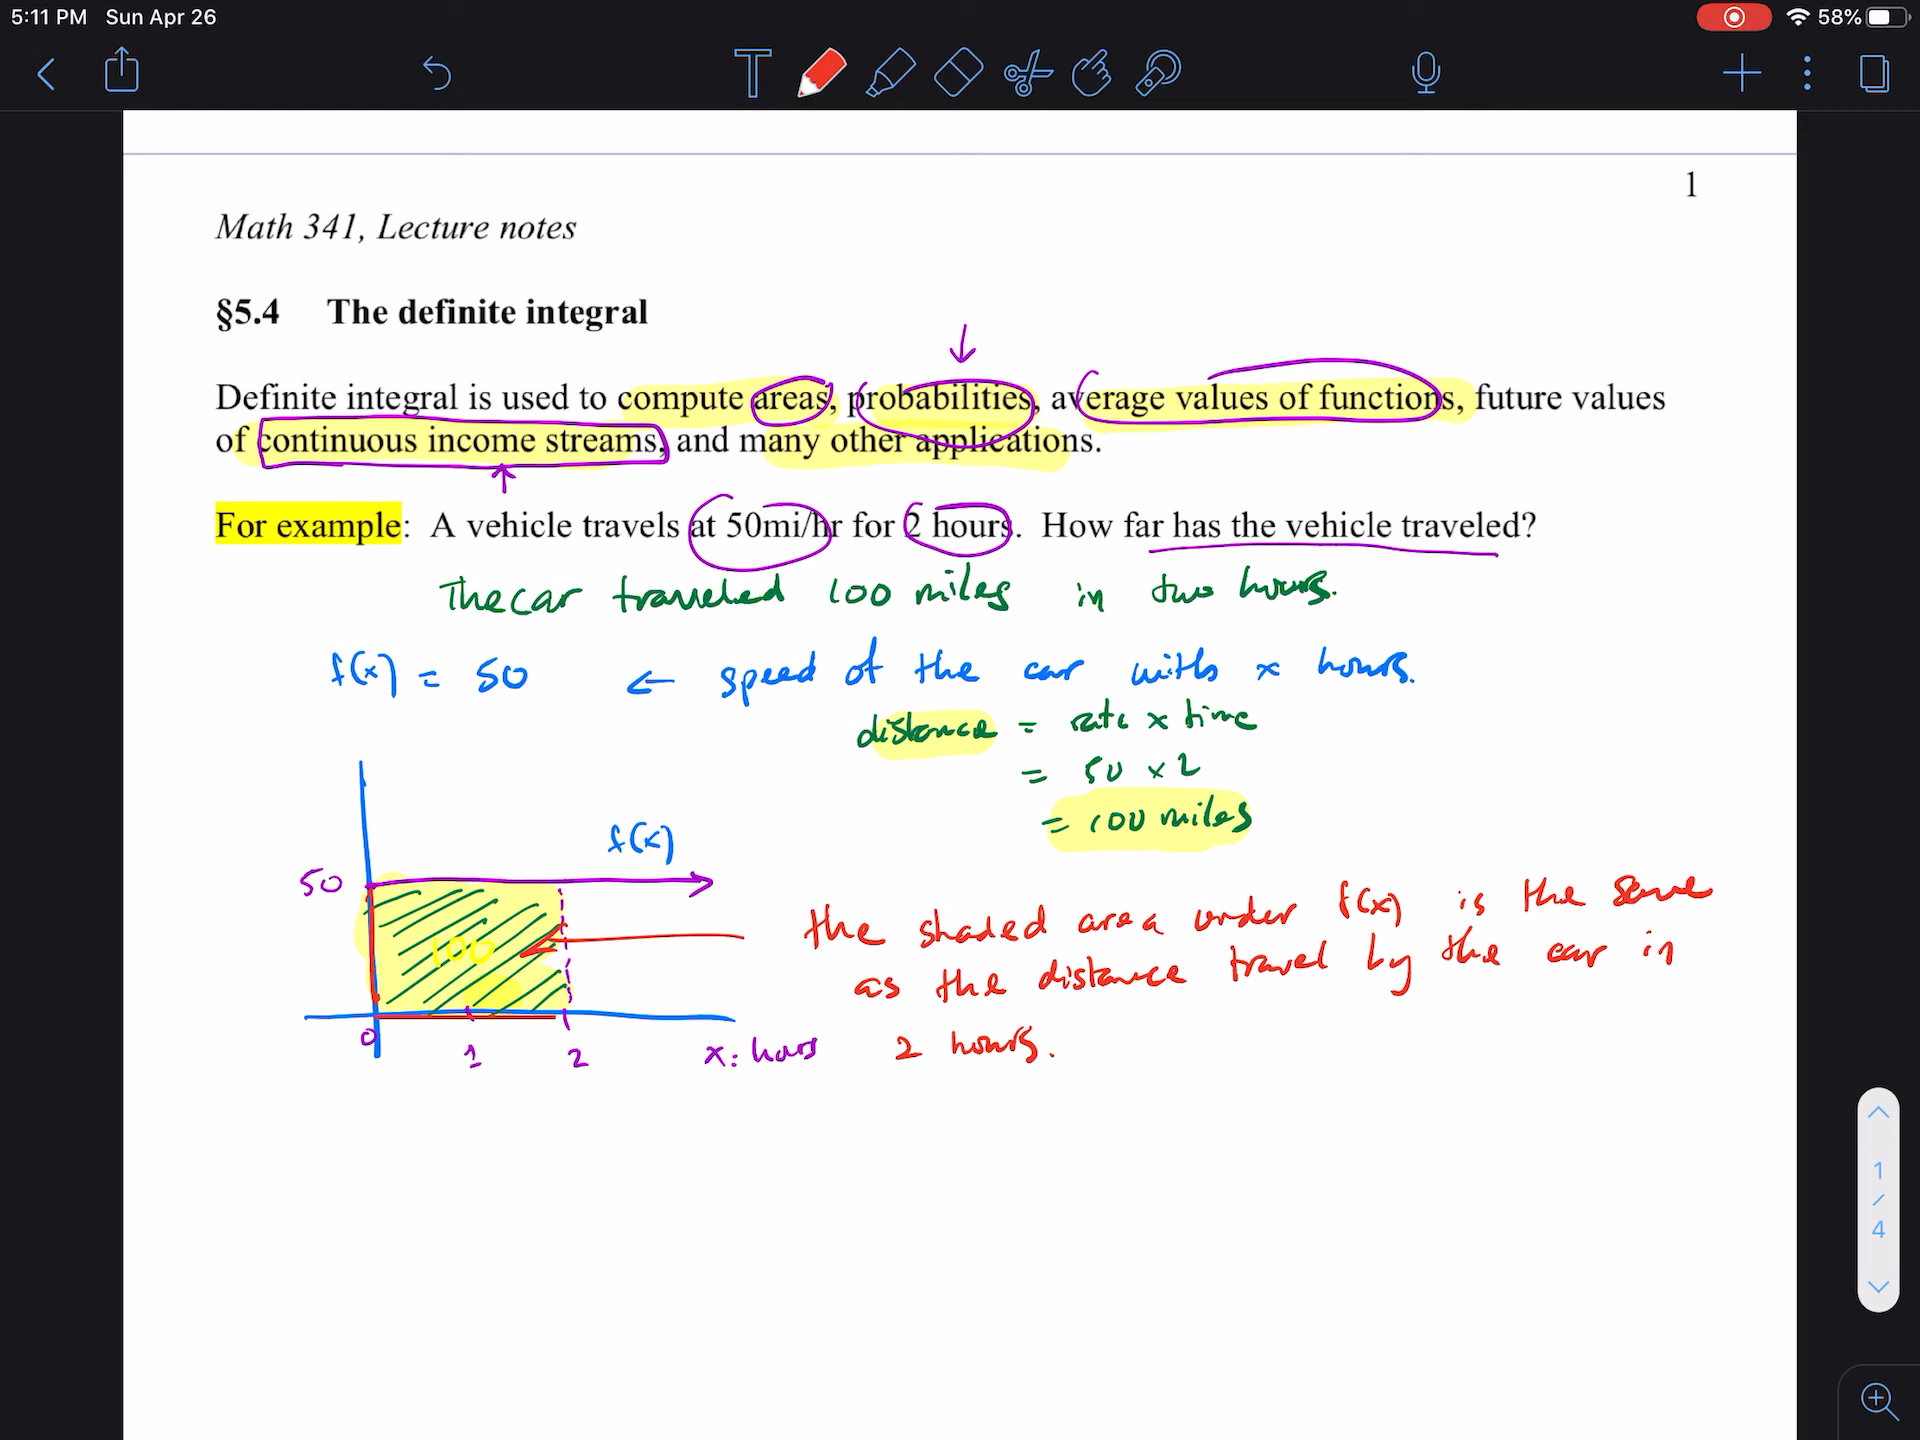 5:11 PM Sun Apr 26
58%
T
1
Math 341, Lecture notes
§5.4 The definite integral
Definite integral is used to compute areas, probabilities, average values of functions, future values
of continuous income streams, and many other applications.
For example: A vehicle travels at 50mi/hr for 2 hours. How far has the vehicle traveled?
The car traveled 100 miles in two hours.
f(x) = 50 ← speed of the car with x hours.
distance = rate x time
= 50 x 2
= 100 miles
f(x)
50
100
the shaded area under f(x) is the same
as the distance travel by the car in
2 hours.
0 1 2 x: hours
1
/
4